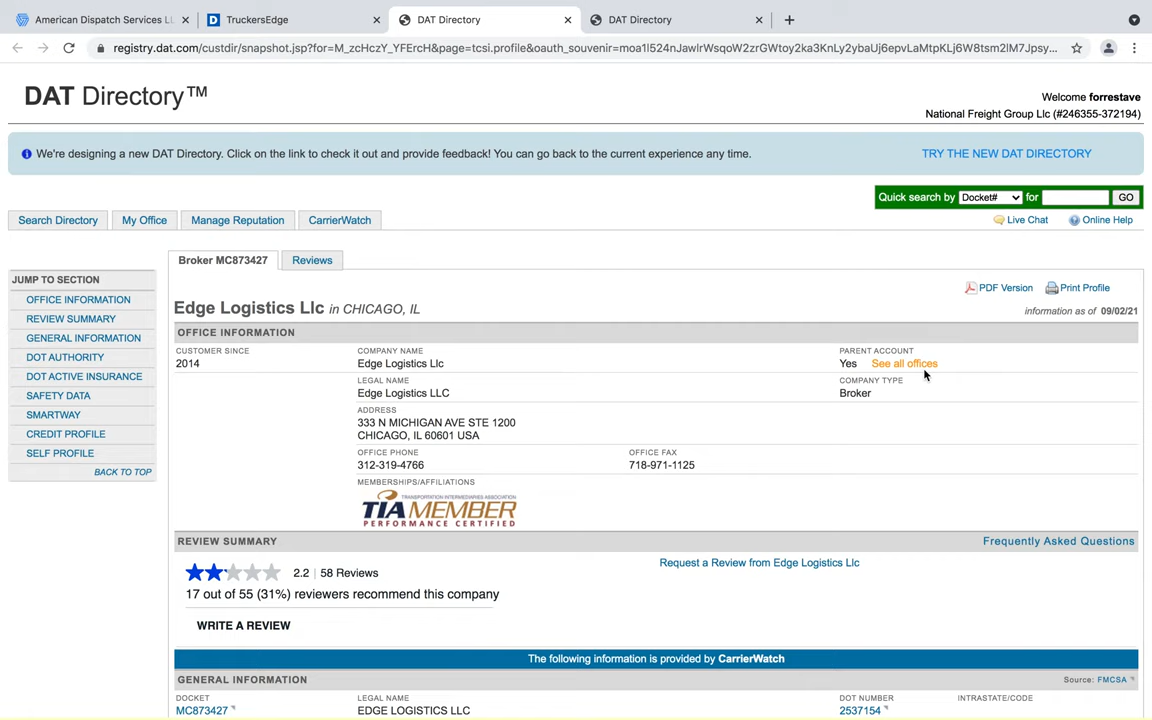 American Dispatch Services LL
TruckersEdge
DAT Directory
DAT Directory
registry.dat.com/custdir/snapshot.jsp?for=M_zcHczY_YFErcH&page=tcsi.profile&oauth_souvenir=moa1l524nJawlrWsqoW2zrGWtoy2ka3KnLy2ybaUj6epvLaMtpKLj6W8tsm2lM7Jpsy...
DAT Directory™
Welcome forrestave
National Freight Group Llc (#246355-372194)
We're designing a new DAT Directory. Click on the link to check it out and provide feedback! You can go back to the current experience any time.
TRY THE NEW DAT DIRECTORY
Quick search by Docket# for GO
Search Directory
My Office
Manage Reputation
CarrierWatch
Live Chat
Online Help
JUMP TO SECTION
OFFICE INFORMATION
REVIEW SUMMARY
GENERAL INFORMATION
DOT AUTHORITY
DOT ACTIVE INSURANCE
SAFETY DATA
SMARTWAY
CREDIT PROFILE
SELF PROFILE
BACK TO TOP
Broker MC873427
Reviews
PDF Version
Print Profile
Edge Logistics Llc in CHICAGO, IL
information as of 09/02/21
OFFICE INFORMATION
CUSTOMER SINCE
2014
COMPANY NAME
Edge Logistics Llc
PARENT ACCOUNT
Yes See all offices
LEGAL NAME
Edge Logistics LLC
COMPANY TYPE
Broker
ADDRESS
333 N MICHIGAN AVE STE 1200
CHICAGO, IL 60601 USA
OFFICE PHONE
312-319-4766
OFFICE FAX
718-971-1125
MEMBERSHIPS/AFFILIATIONS
TRANSPORTATION INTERMEDIARIES ASSOCIATION
TIA MEMBER
PERFORMANCE CERTIFIED
REVIEW SUMMARY
Frequently Asked Questions
2.2 | 58 Reviews
Request a Review from Edge Logistics Llc
17 out of 55 (31%) reviewers recommend this company
WRITE A REVIEW
The following information is provided by CarrierWatch
GENERAL INFORMATION
Source: FMCSA
DOCKET
MC873427
LEGAL NAME
EDGE LOGISTICS LLC
DOT NUMBER
2537154
INTRASTATE/CODE